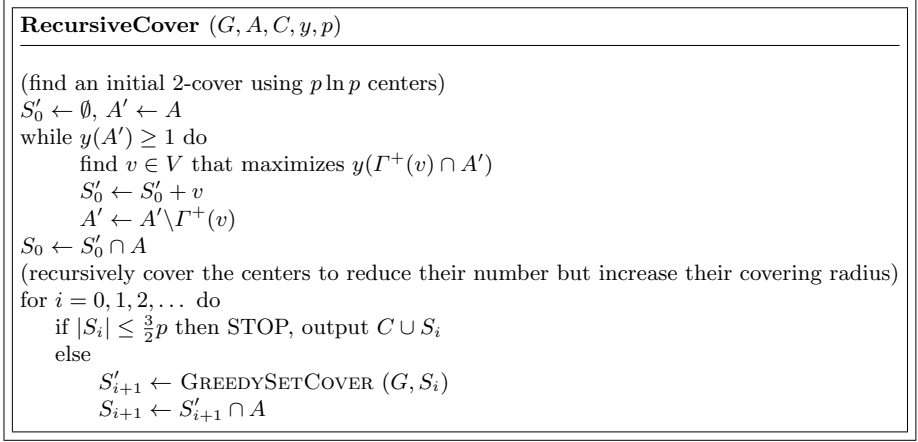 RecursiveCover (G, A, C, y, p)
(find an initial 2-cover using p ln p centers)
S′₀ ← ∅, A′ ← A
while y(A′) ≥ 1 do
find v ∈ V that maximizes y(Γ⁺(v) ∩ A′)
S′₀ ← S′₀ + v
A′ ← A′\Γ⁺(v)
S₀ ← S′₀ ∩ A
(recursively cover the centers to reduce their number but increase their covering radius)
for i = 0, 1, 2, … do
if |Sᵢ| ≤ 3/2 p then STOP, output C ∪ Sᵢ
else
S′ᵢ₊₁ ← GREEDYSETCOVER (G, Sᵢ)
Sᵢ₊₁ ← S′ᵢ₊₁ ∩ A